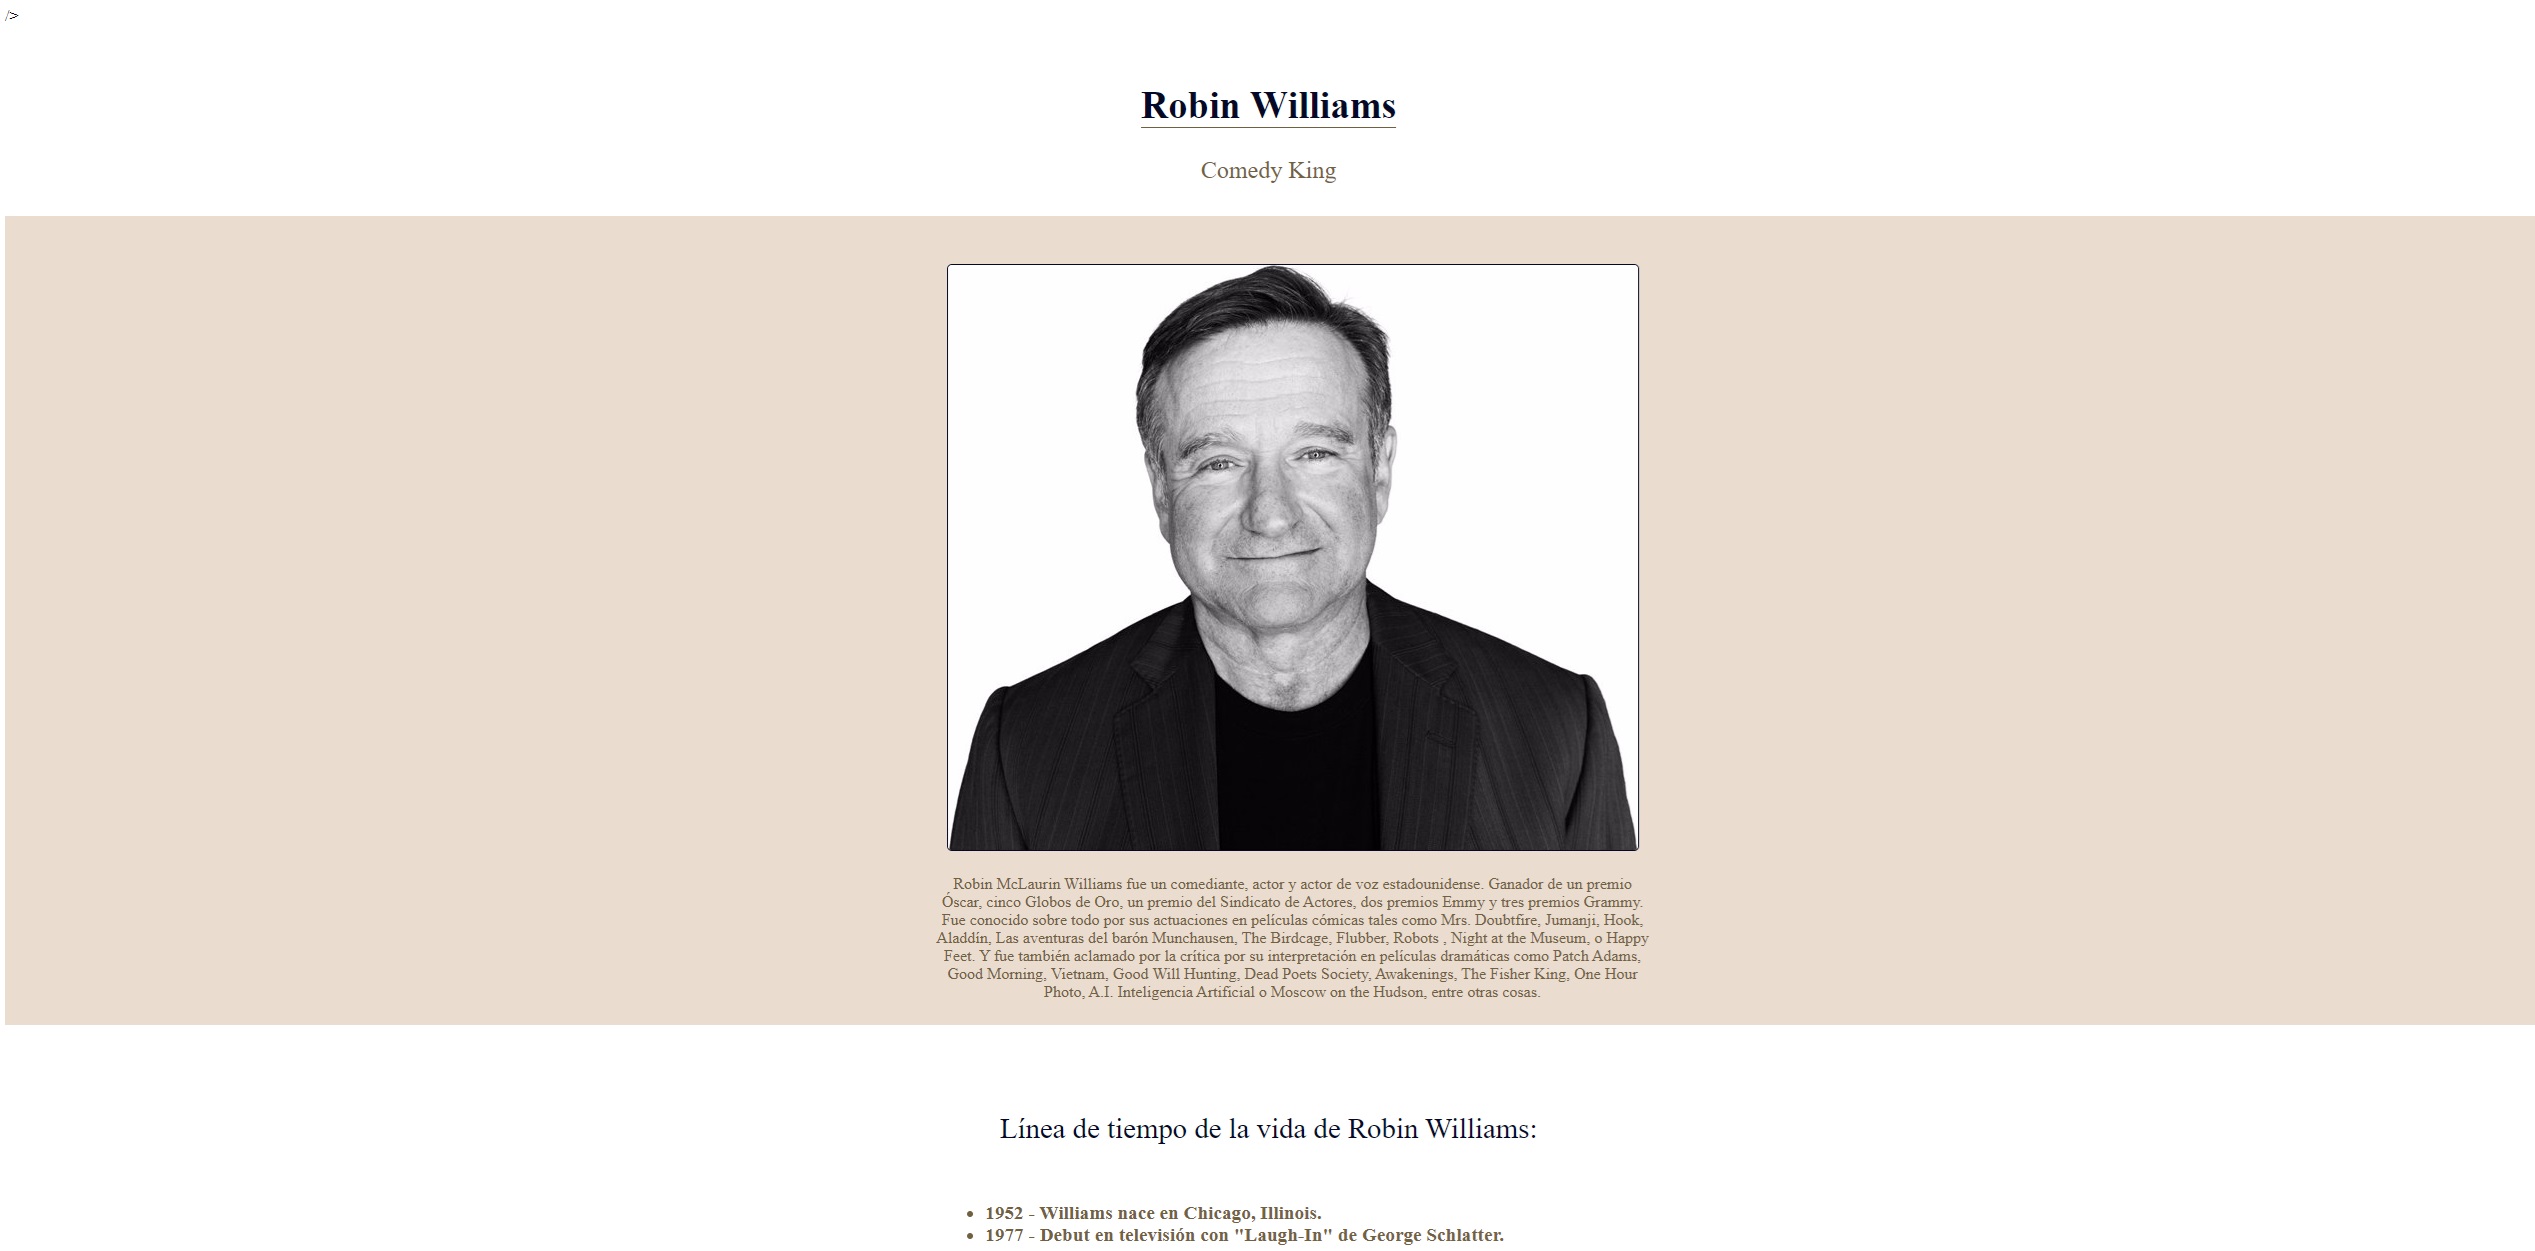 />
Robin Williams
Comedy King
Robin McLaurin Williams fue un comediante, actor y actor de voz estadounidense. Ganador de un premio
Óscar, cinco Globos de Oro, un premio del Sindicato de Actores, dos premios Emmy y tres premios Grammy.
Fue conocido sobre todo por sus actuaciones en películas cómicas tales como Mrs. Doubtfire, Jumanji, Hook,
Aladdín, Las aventuras del barón Munchausen, The Birdcage, Flubber, Robots , Night at the Museum, o Happy
Feet. Y fue también aclamado por la crítica por su interpretación en películas dramáticas como Patch Adams,
Good Morning, Vietnam, Good Will Hunting, Dead Poets Society, Awakenings, The Fisher King, One Hour
Photo, A.I. Inteligencia Artificial o Moscow on the Hudson, entre otras cosas.
Línea de tiempo de la vida de Robin Williams:
• 1952 - Williams nace en Chicago, Illinois.
• 1977 - Debut en televisión con "Laugh-In" de George Schlatter.